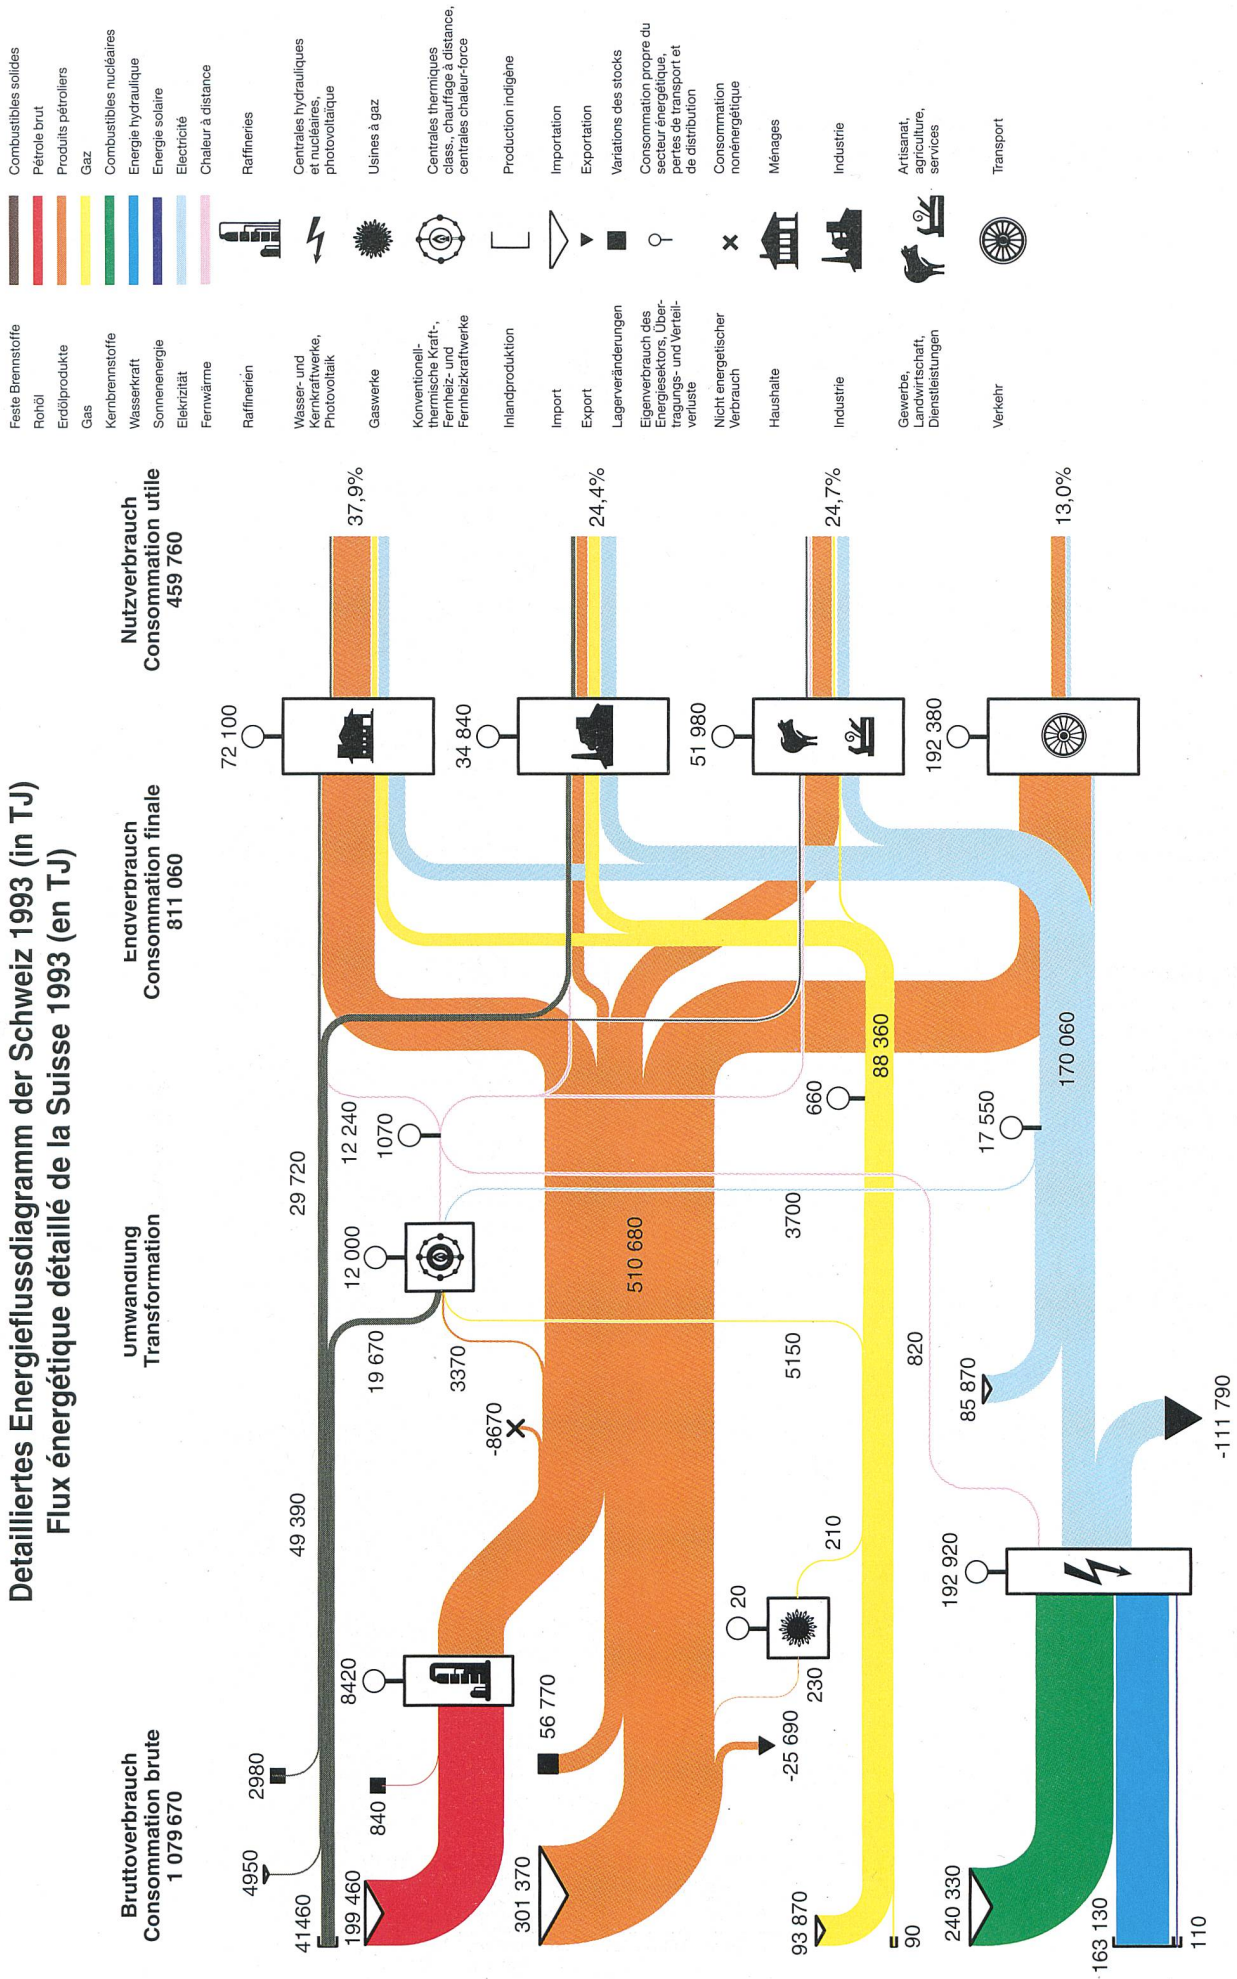 Detailliertes Energieflussdiagramm der Schweiz 1993 (in TJ)
Flux énergétique détaillé de la Suisse 1993 (en TJ)
Bruttoverbrauch
Consommation brute
1 079 670
Umwandlung
Transformation
Endverbrauch
Consommation finale
811 060
Nutzverbrauch
Consommation utile
459 760
4950
2980
41460
49 390
29 720
199 460
840
8420
19 670
12 000
12 240
1070
3370
-8670
301 370
56 770
-25 690
510 680
230
20
210
5150
3700
660
93 870
90
88 360
820
240 330
163 130
110
192 920
85 870
-111 790
17 550
170 060
72 100
34 840
51 980
192 380
37,9%
24,4%
24,7%
13,0%
Feste Brennstoffe
Combustibles solides
Rohöl
Pétrole brut
Erdölprodukte
Produits pétroliers
Gas
Gaz
Kernbrennstoffe
Combustibles nucléaires
Wasserkraft
Energie hydraulique
Sonnenenergie
Energie solaire
Elekrizität
Electricité
Fernwärme
Chaleur à distance
Raffinerien
Raffineries
Wasser- und
Kernkraftwerke,
Photovoltaik
Centrales hydrauliques
et nucléaires,
photovoltaïque
Gaswerke
Usines à gaz
Konventionell-
thermische Kraft-,
Fernheiz- und
Fernheizkraftwerke
Centrales thermiques
class., chauffage à distance,
centrales chaleur-force
Inlandproduktion
Production indigène
Import
Importation
Export
Exportation
Lagerveränderungen
Variations des stocks
Eigenverbrauch des
Energiesektors, Über-
tragungs- und Verteil-
verluste
Consommation propre du
secteur énergétique,
pertes de transport et
de distribution
Nicht energetischer
Verbrauch
Consommation
nonénergétique
Haushalte
Ménages
Industrie
Industrie
Gewerbe,
Landwirtschaft,
Dienstleistungen
Artisanat,
agriculture,
services
Verkehr
Transport